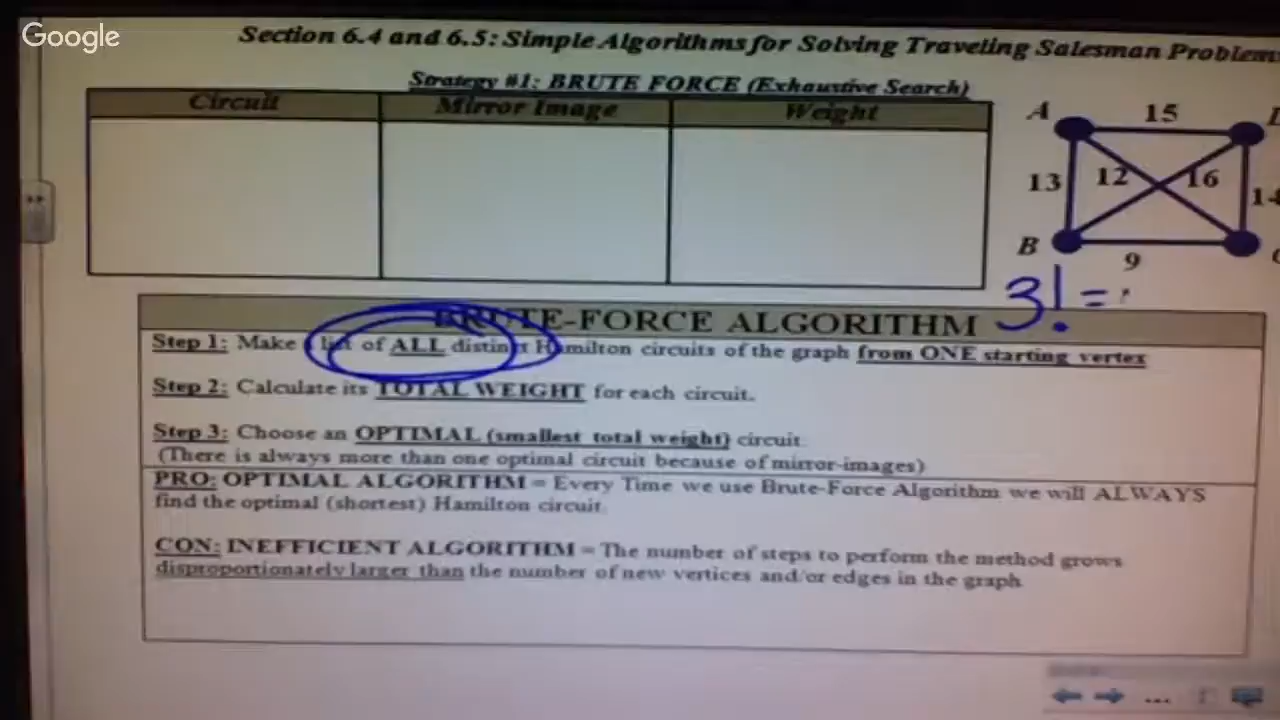 Google
Section 6.4 and 6.5: Simple Algorithms for Solving Traveling Salesman Problem
Strategy #1: BRUTE FORCE (Exhaustive Search)
Circuit Mirror Image Weight
A 15
13 12 16 14
B 9
3! =
BRUTE-FORCE ALGORITHM
Step 1: Make list of ALL distinct Hamilton circuits of the graph from ONE starting vertex
Step 2: Calculate its TOTAL WEIGHT for each circuit.
Step 3: Choose an OPTIMAL (smallest total weight) circuit.
(There is always more than one optimal circuit because of mirror-images)
PRO: OPTIMAL ALGORITHM = Every Time we use Brute-Force Algorithm we will ALWAYS
find the optimal (shortest) Hamilton circuit.
CON: INEFFICIENT ALGORITHM = The number of steps to perform the method grows
disproportionately larger than the number of new vertices and/or edges in the graph